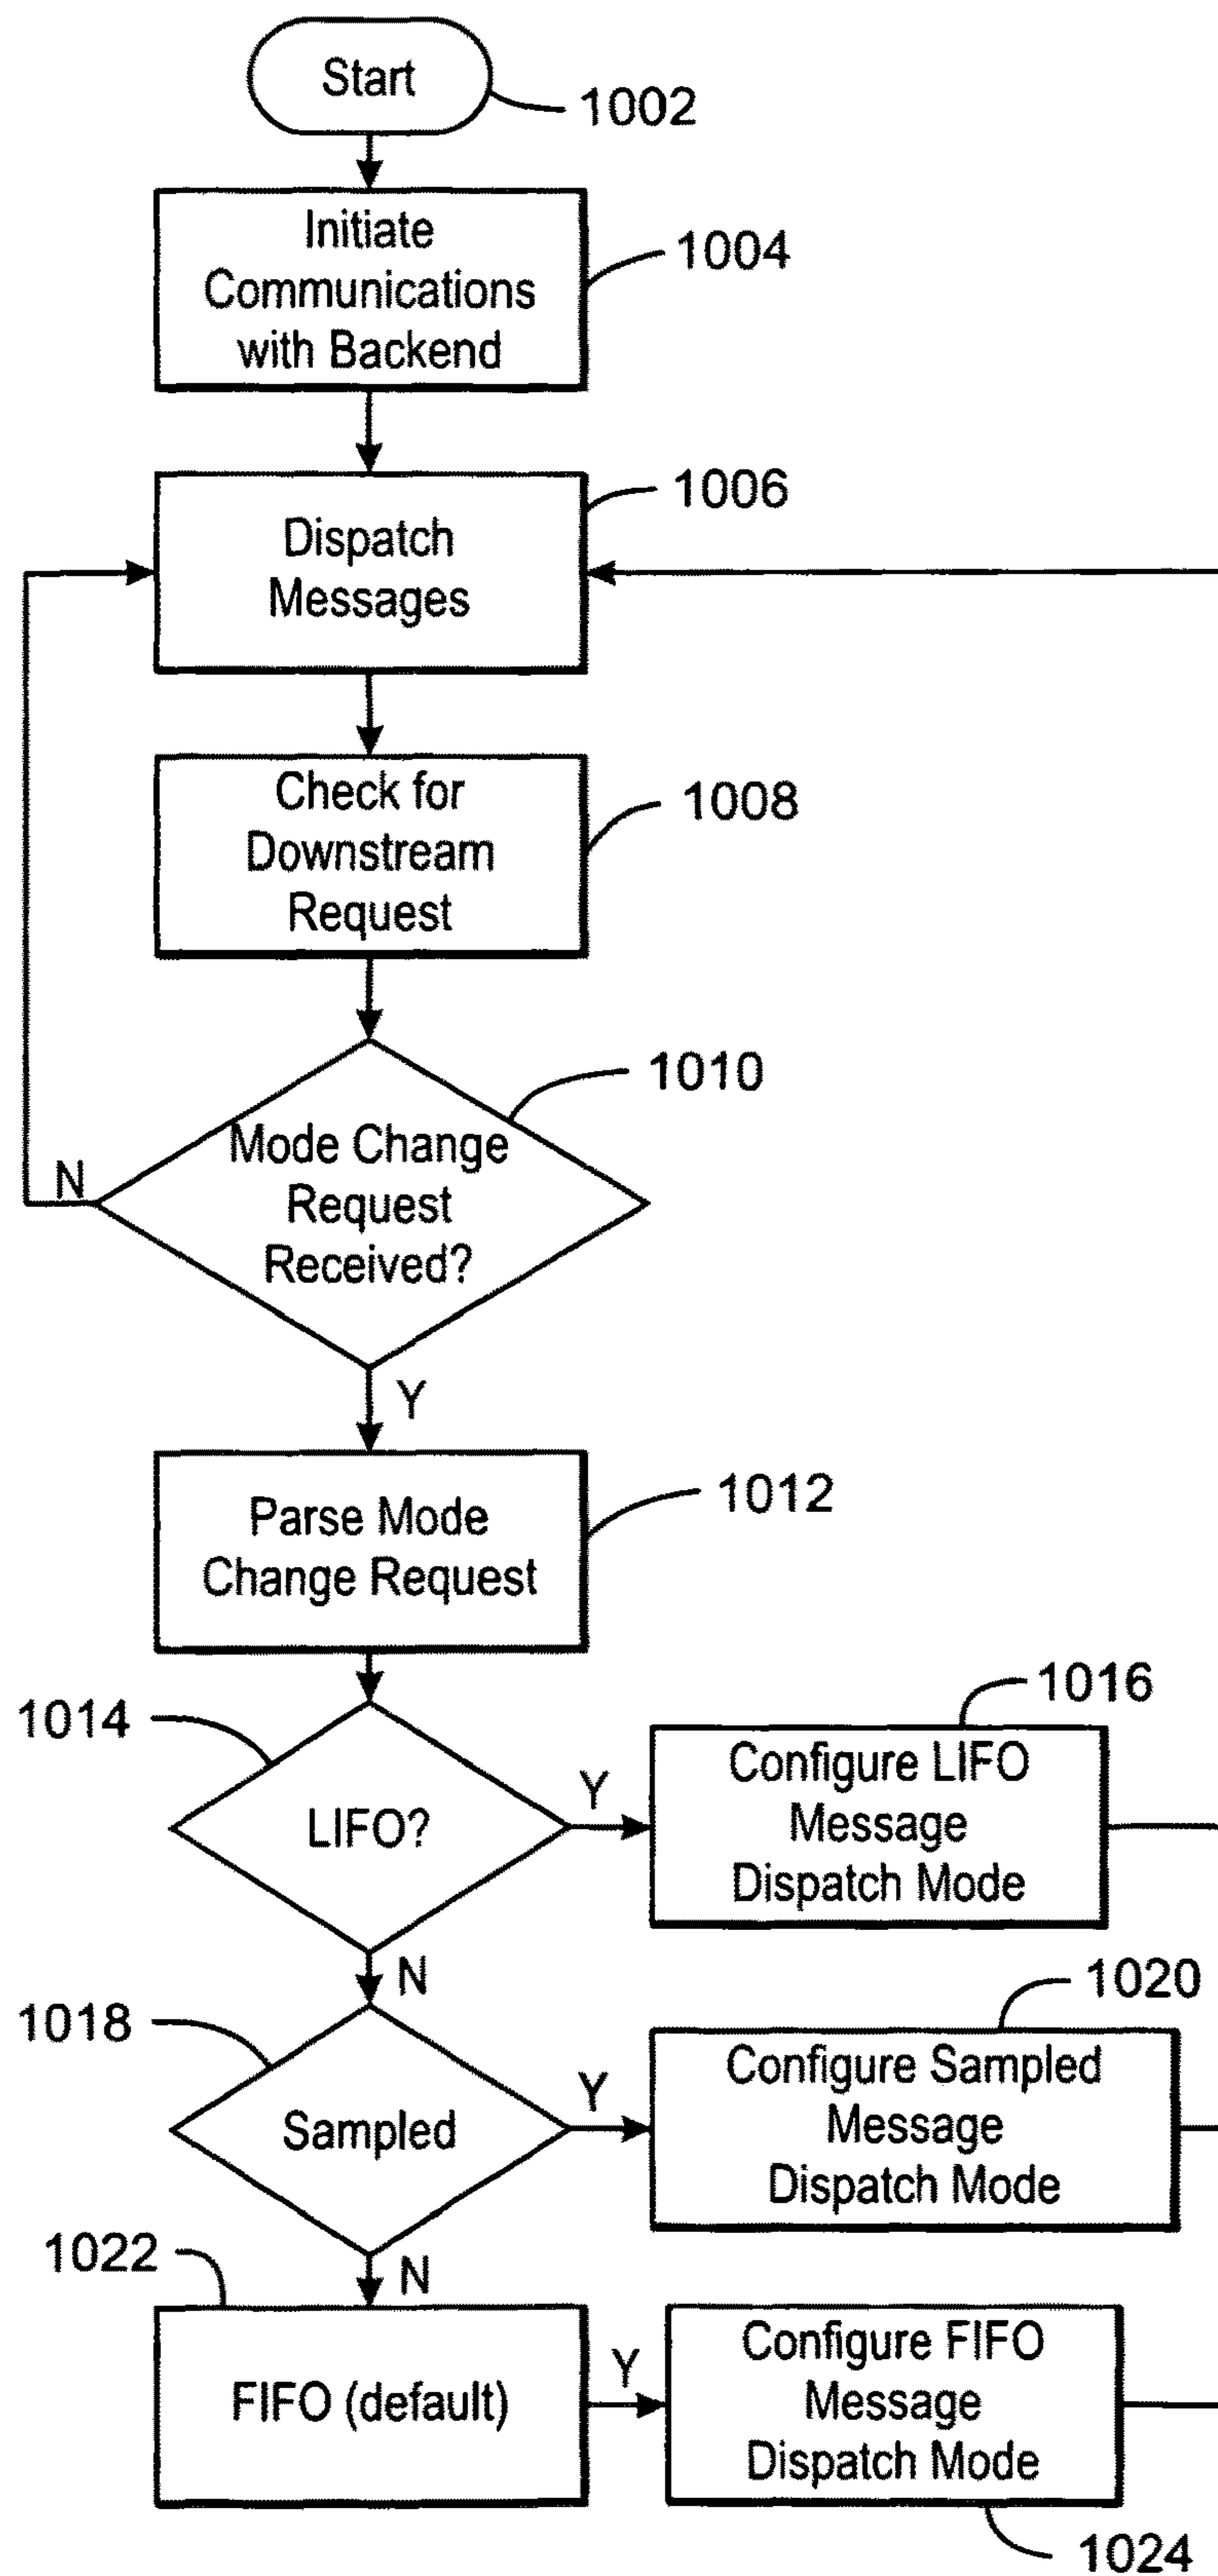 Start
1002
Initiate
Communications
with Backend
1004
Dispatch
Messages
1006
Check for
Downstream
Request
1008
Mode Change
Request
Received?
1010
N
Y
Parse Mode
Change Request
1012
LIFO?
1014
Y
Configure LIFO
Message
Dispatch Mode
1016
N
Sampled
1018
Y
Configure Sampled
Message
Dispatch Mode
1020
N
FIFO (default)
1022
Y
Configure FIFO
Message
Dispatch Mode
1024